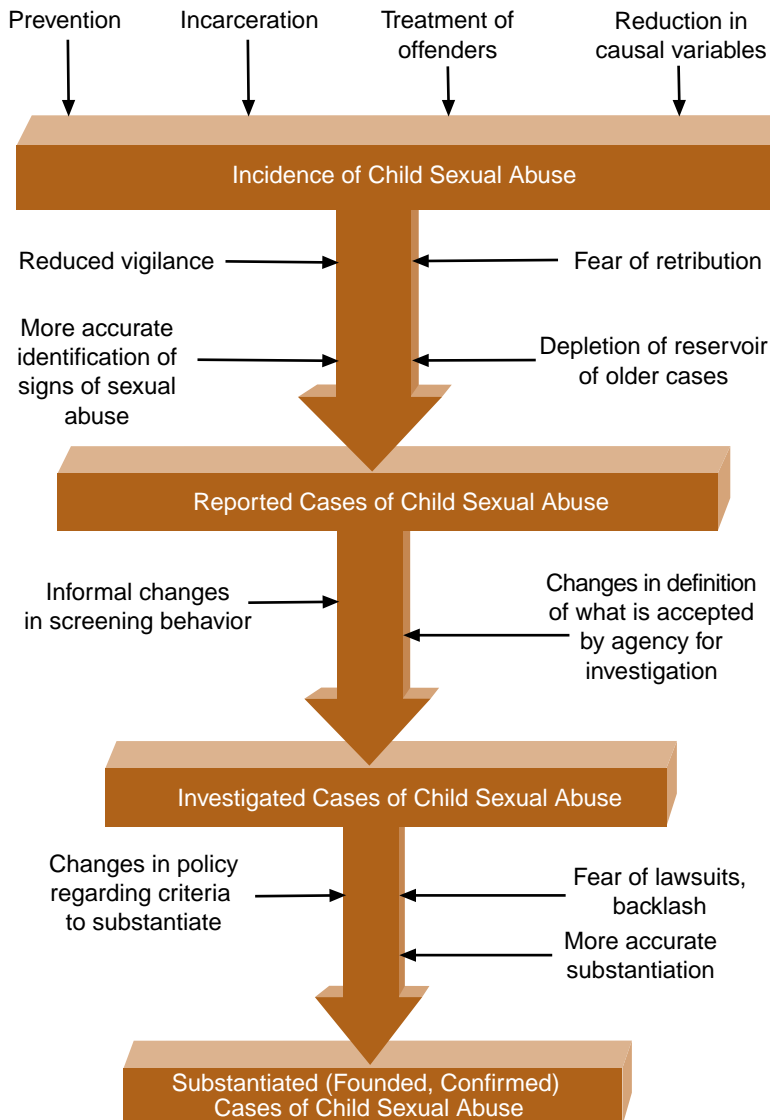 Prevention
Incarceration
Treatment of
offenders
Reduction in
causal variables
Incidence of Child Sexual Abuse
Reduced vigilance
Fear of retribution
More accurate
identification of
signs of sexual
abuse
Depletion of reservoir
of older cases
Reported Cases of Child Sexual Abuse
Informal changes
in screening behavior
Changes in definition
of what is accepted
by agency for
investigation
Investigated Cases of Child Sexual Abuse
Changes in policy
regarding criteria
to substantiate
Fear of lawsuits,
backlash
More accurate
substantiation
Substantiated (Founded, Confirmed)
Cases of Child Sexual Abuse